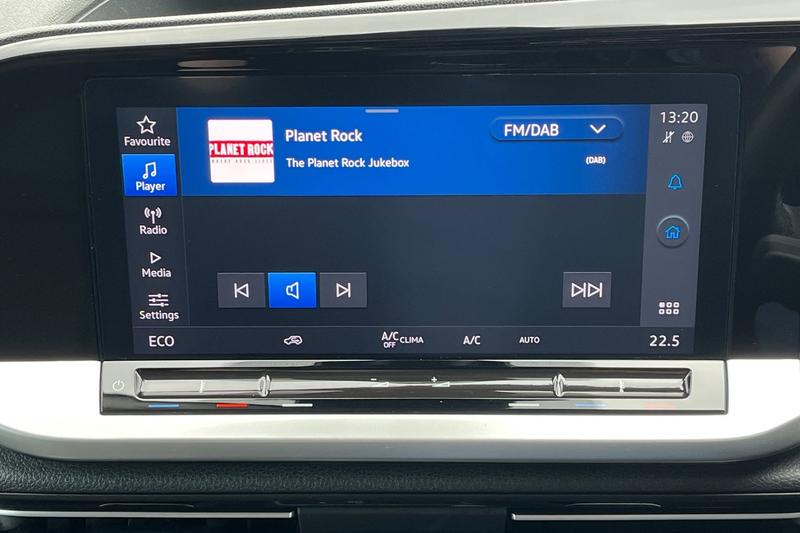 Favourite
Player
Radio
Media
Settings
PLANET ROCK
Planet Rock
The Planet Rock Jukebox
FM/DAB
(DAB)
13:20
ECO
A/C OFF CLIMA
A/C
AUTO
22.5
- +